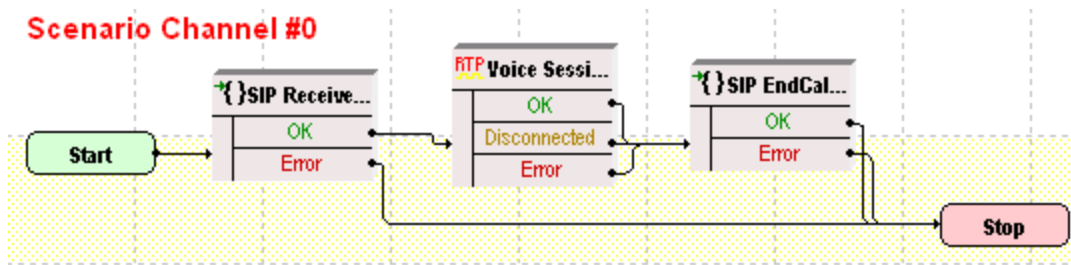 Scenario Channel #0
Start
{}SIP Receive...
OK
Error
RTP Voice Sessi...
OK
Disconnected
Error
{}SIP EndCal...
OK
Error
Stop